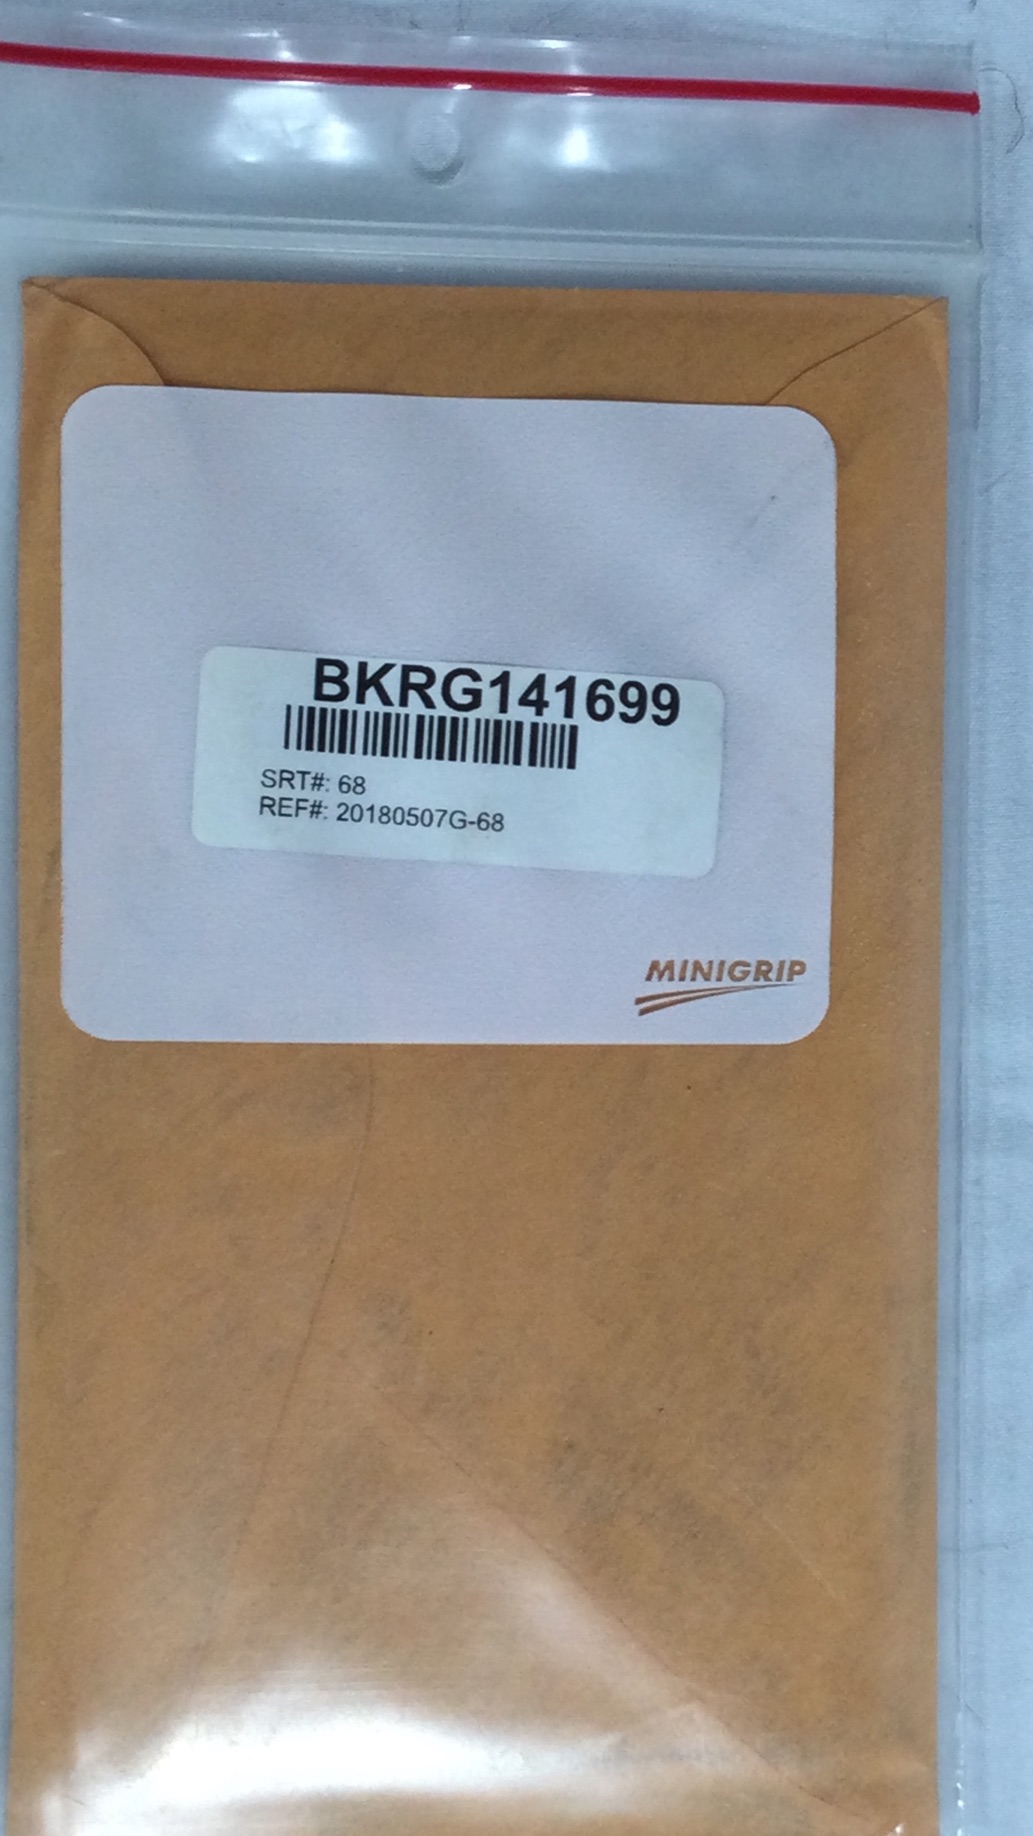 BKRG141699
SRT#: 68
REF#: 20180507G-68
MINIGRIP